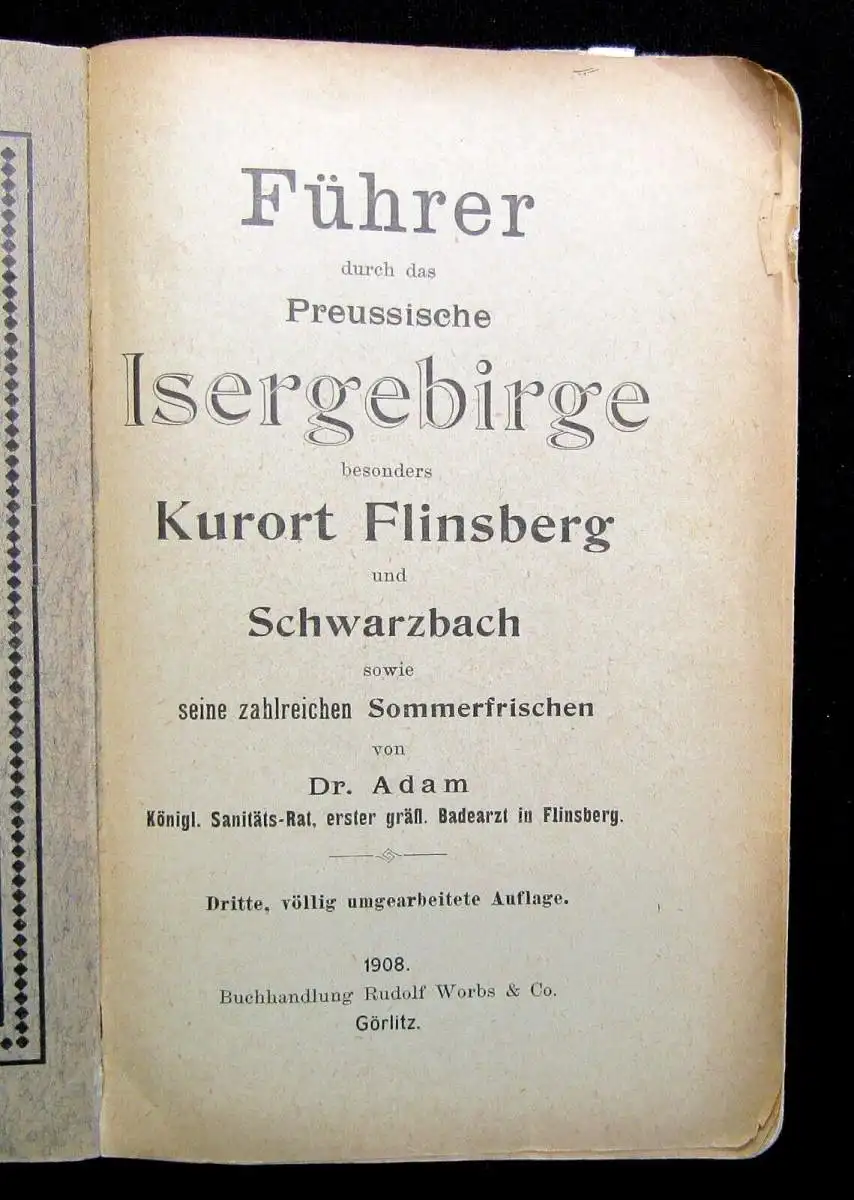 Führer
durch das
Preussische
Isergebirge
besonders
Kurort Flinsberg
und
Schwarzbach
sowie
seine zahlreichen Sommerfrischen
von
Dr. Adam
Königl. Sanitäts-Rat, erster gräfl. Badearzt in Flinsberg.
Dritte, völlig umgearbeitete Auflage.
1908.
Buchhandlung Rudolf Worbs & Co.
Görlitz.